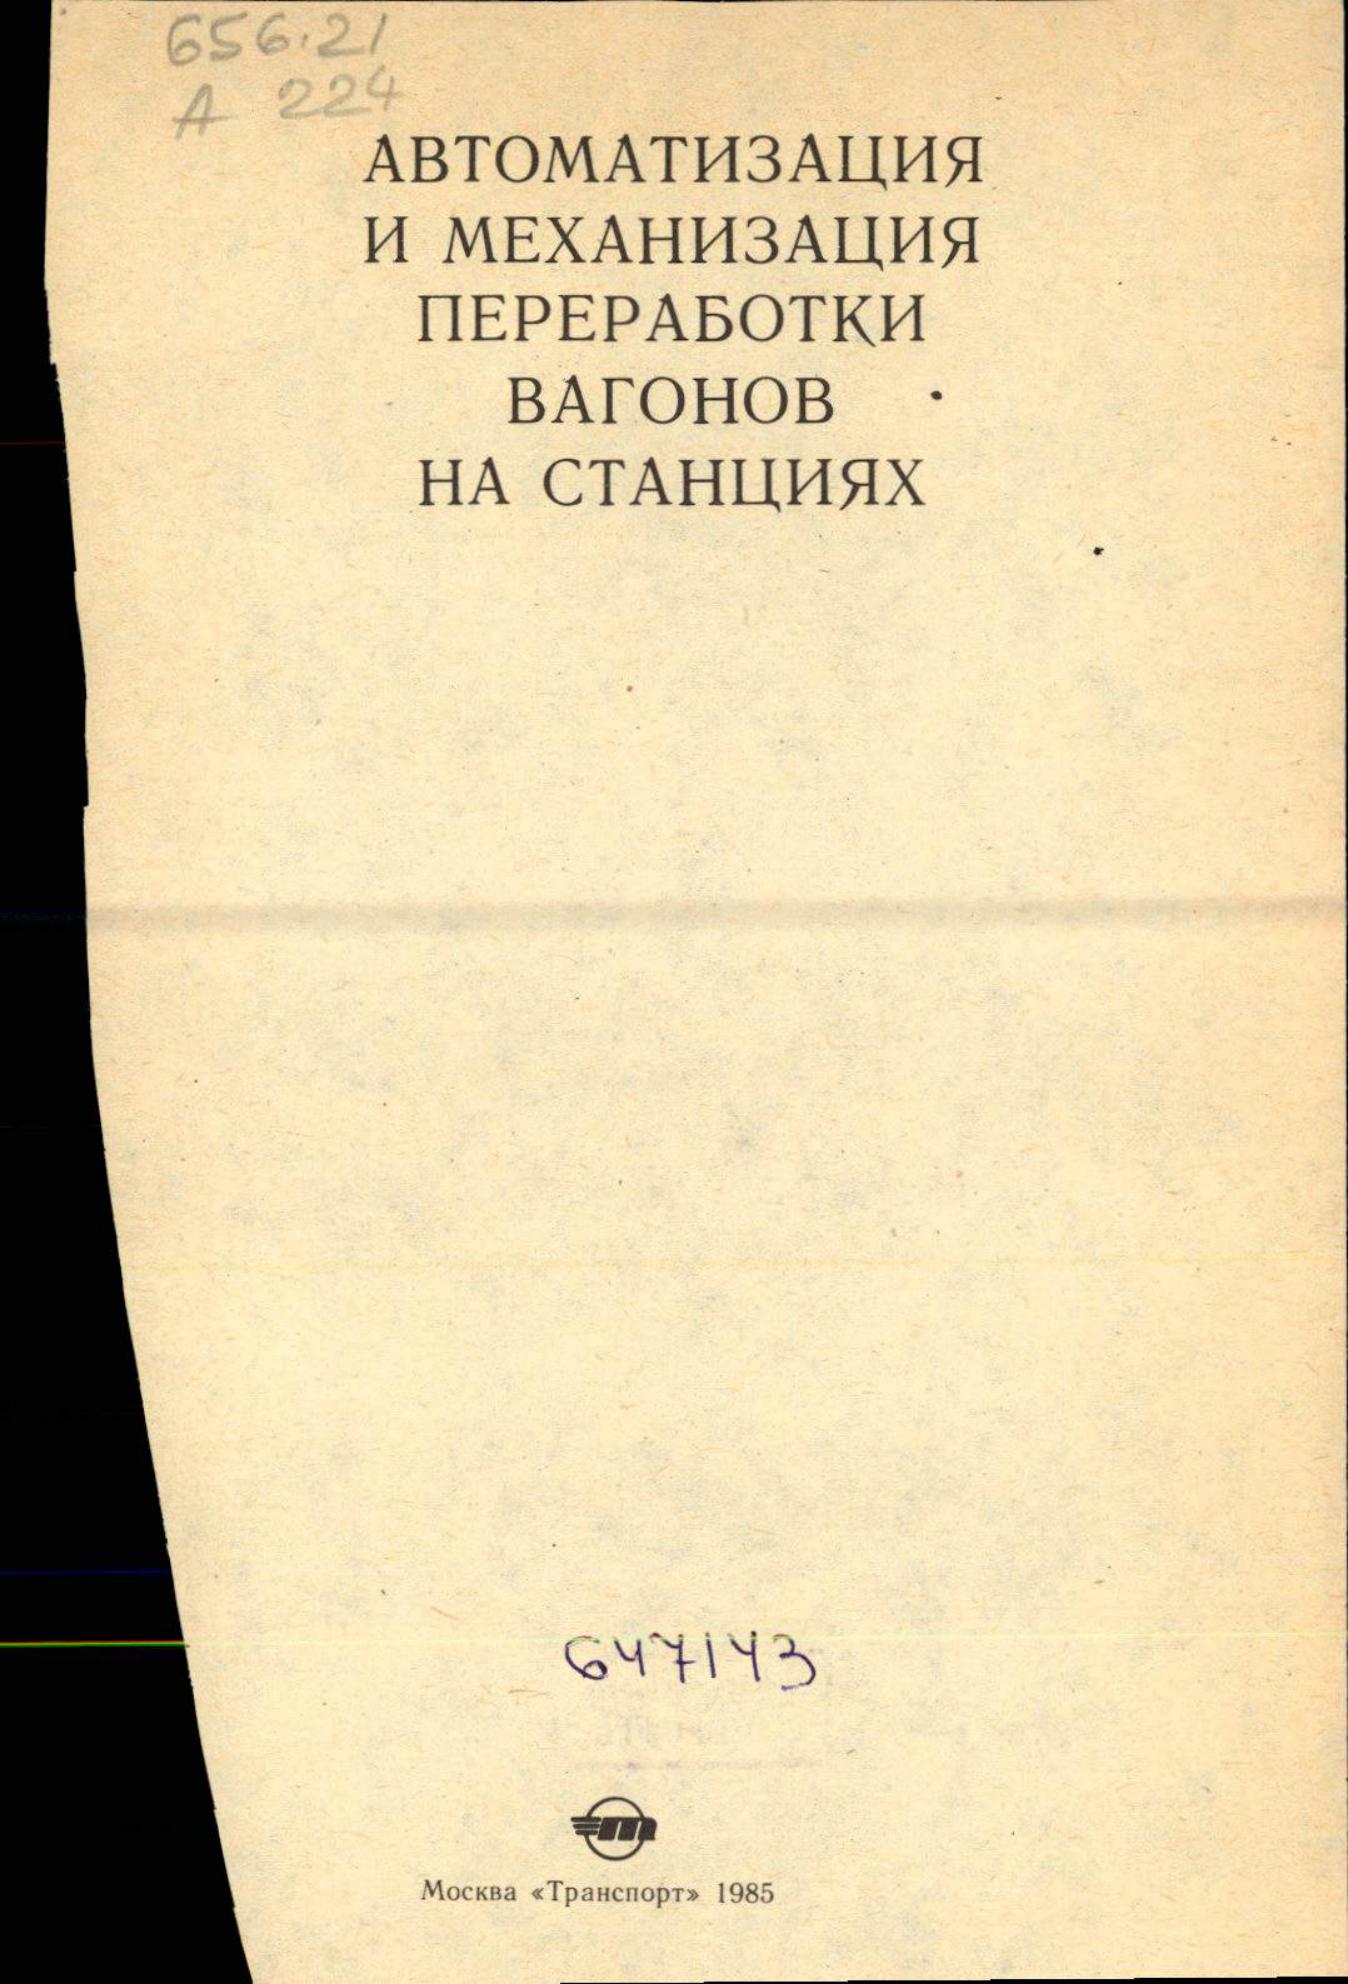 656.21
А 224
АВТОМАТИЗАЦИЯ
И МЕХАНИЗАЦИЯ
ПЕРЕРАБОТКИ
ВАГОНОВ
НА СТАНЦИЯХ
647143
Москва «Транспорт» 1985